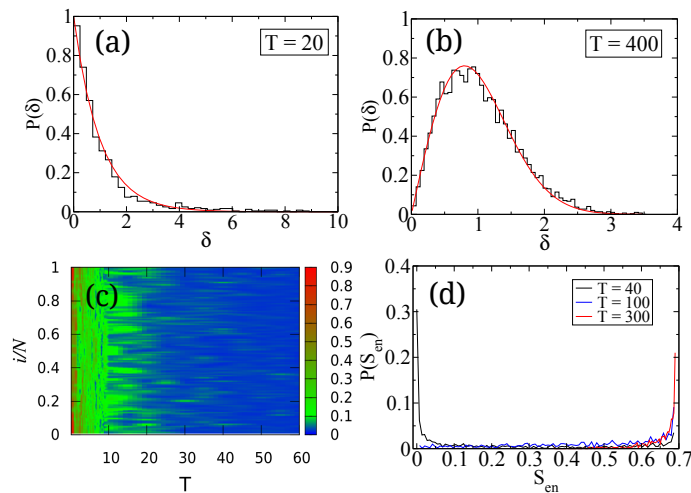 (a)
T = 20
P(δ)
1
0.8
0.6
0.4
0.2
0
0 2 4 6 8 10
δ
(b)
T = 400
P(δ)
1
0.8
0.6
0.4
0.2
0
0 1 2 3 4
δ
(c)
i/N
1
0.8
0.6
0.4
0.2
0
10 20 30 40 50 60
T
0.9
0.8
0.7
0.6
0.5
0.4
0.3
0.2
0.1
0
(d)
T = 40
T = 100
T = 300
P(S_en)
0.4
0.3
0.2
0.1
0
0 0.1 0.2 0.3 0.4 0.5 0.6 0.7
S_en